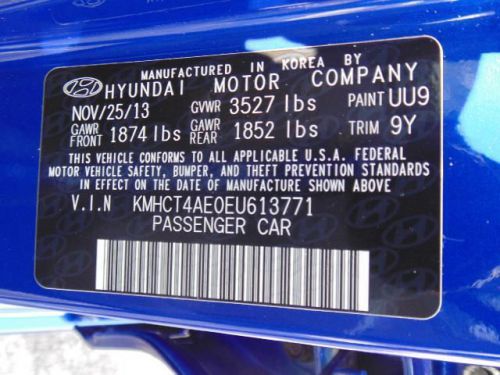 MANUFACTURED IN KOREA BY
HYUNDAI MOTOR COMPANY
NOV/25/13 GVWR 3527 lbs PAINT UU9
GAWR FRONT 1874 lbs GAWR REAR 1852 lbs TRIM 9Y
THIS VEHICLE CONFORMS TO ALL APPLICABLE U.S.A. FEDERAL
MOTOR VEHICLE SAFETY, BUMPER, AND THEFT PREVENTION STANDARDS
IN EFFECT ON THE DATE OF MANUFACTURE SHOWN ABOVE
V.I.N KMHCT4AE0EU613771
PASSENGER CAR